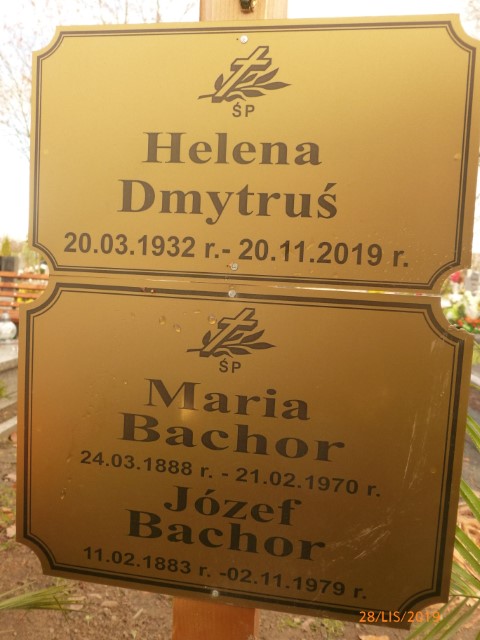 ŚP
Helena
Dmytruś
20.03.1932 r.- 20.11.2019 r.
ŚP
Maria
Bachor
24.03.1888 r. - 21.02.1970 r.
Józef
Bachor
11.02.1883 r. -02.11.1979 r.
28/LIS/2019